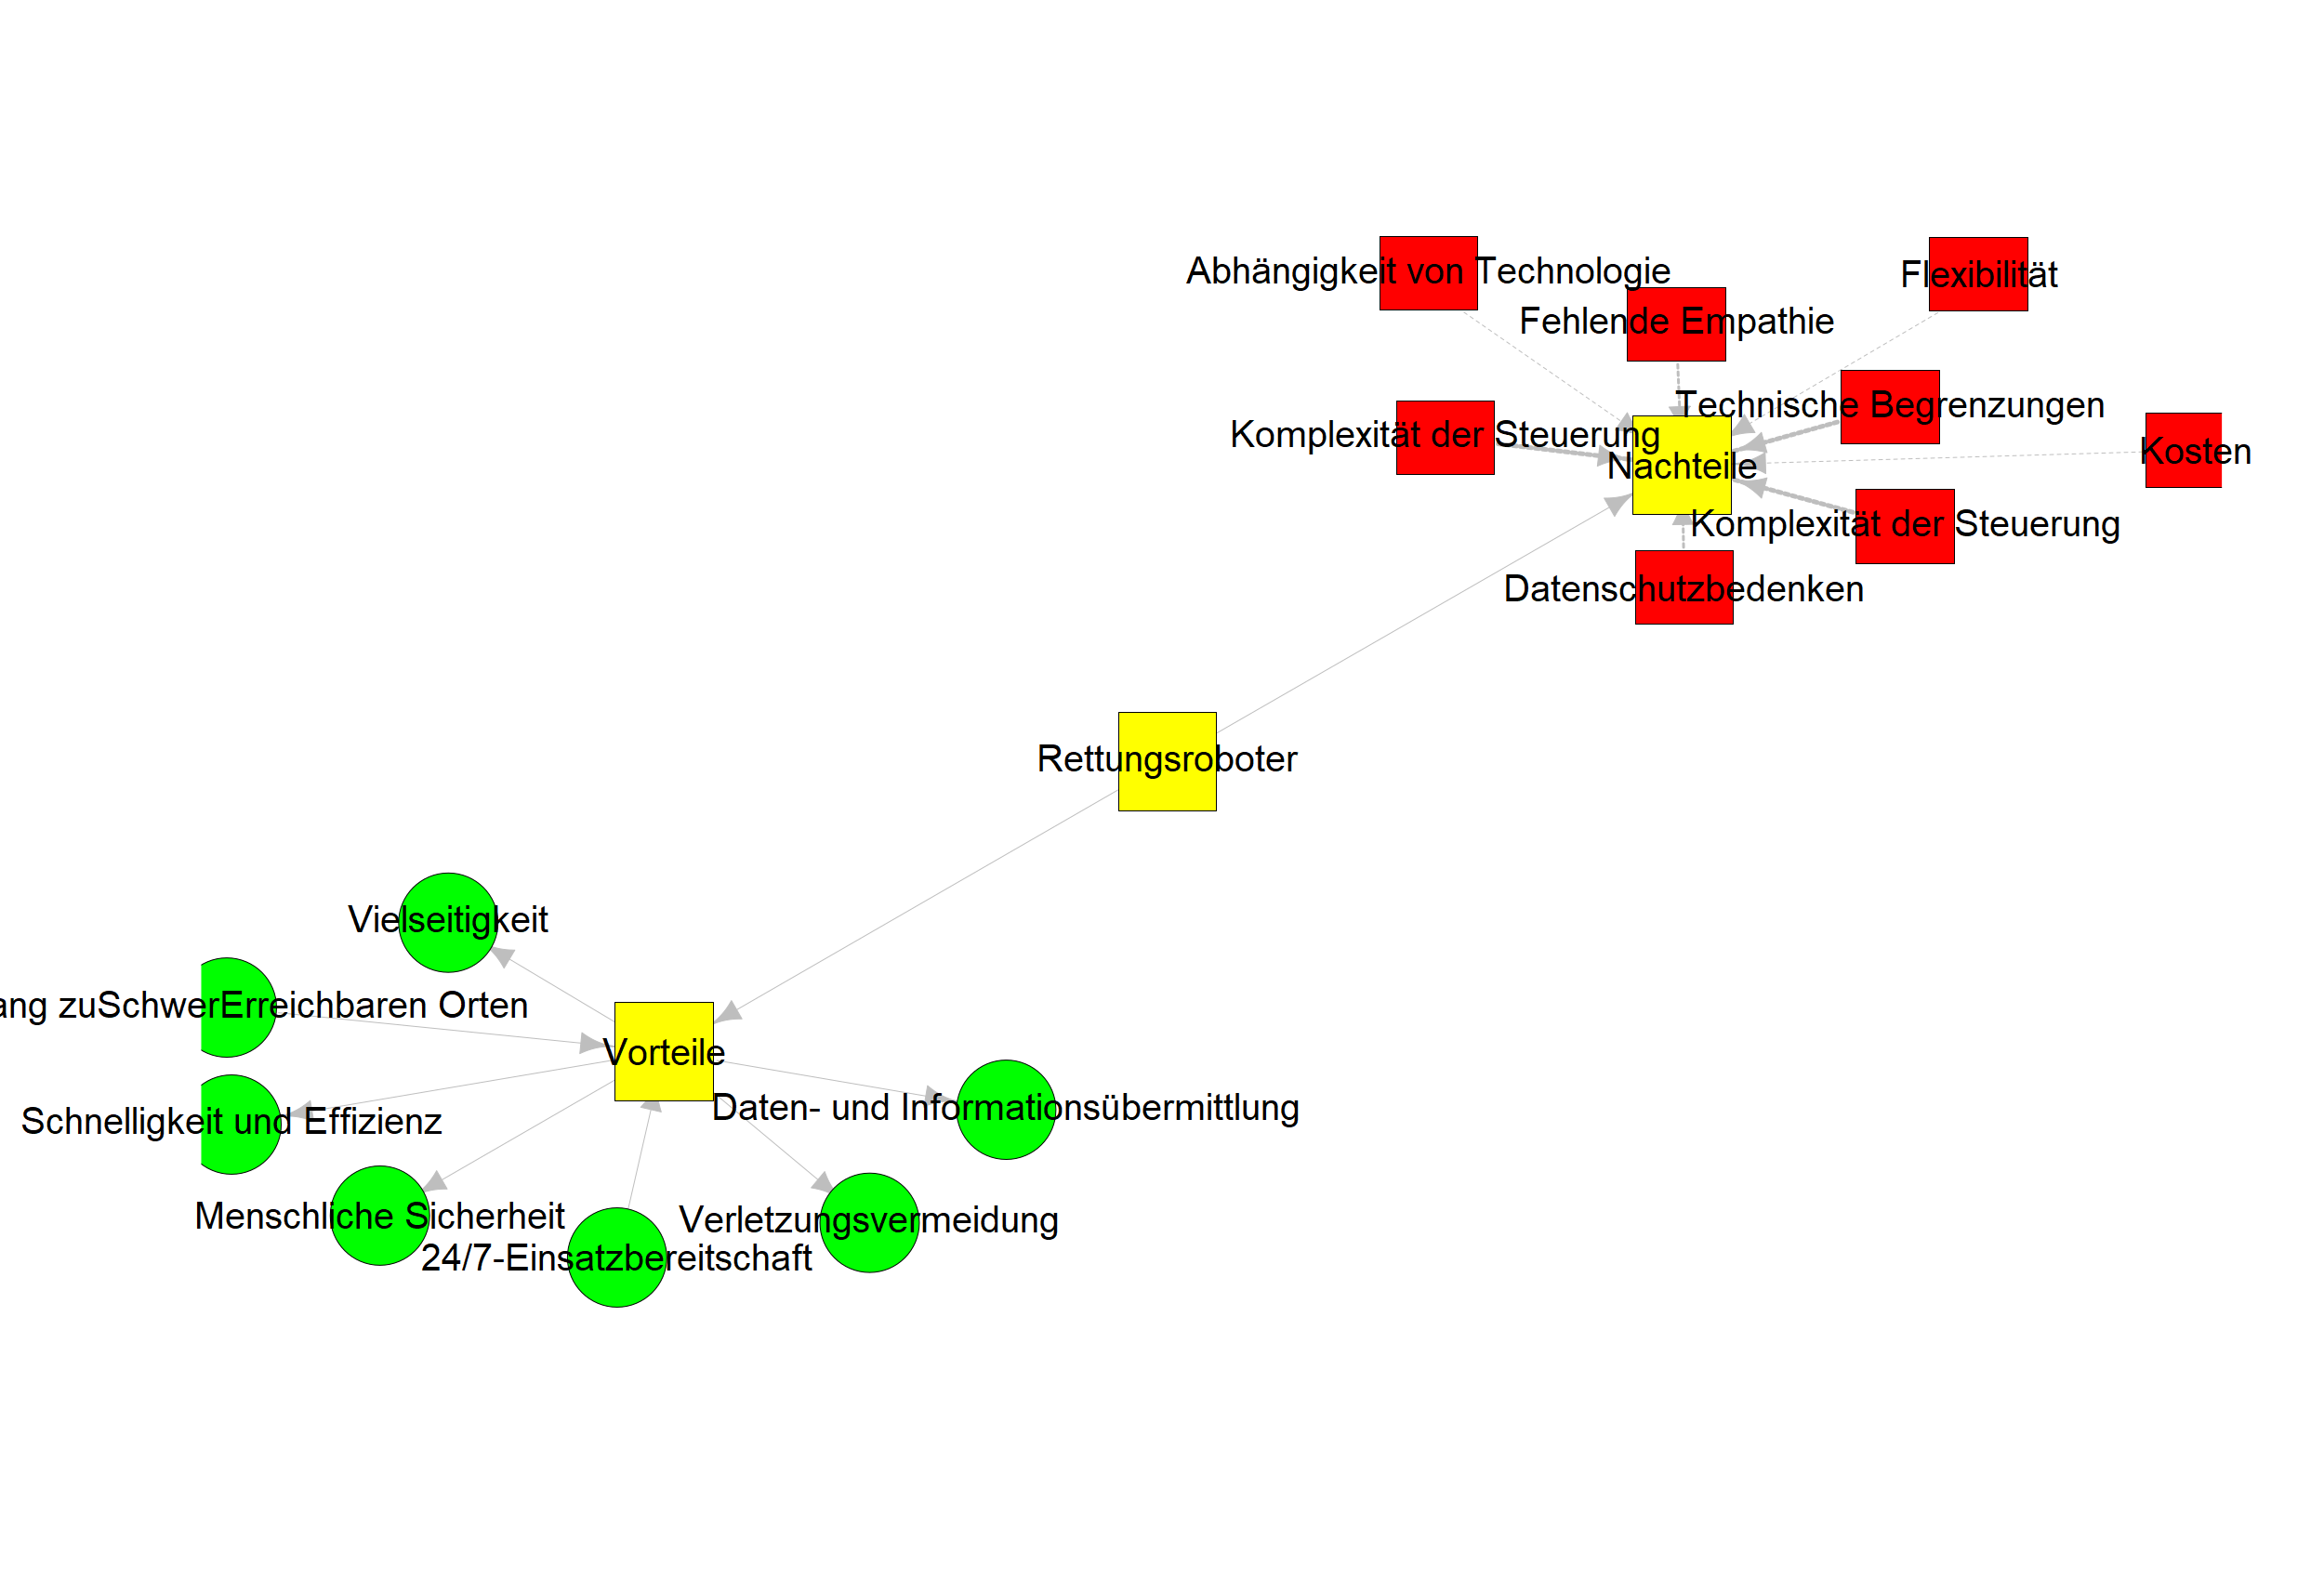 Abhängigkeit von Technologie
Flexibilität
Fehlende Empathie
Technische Begrenzungen
Komplexität der Steuerung
Kosten
Nachteile
Komplexität der Steuerung
Datenschutzbedenken
Rettungsroboter
Vielseitigkeit
zuSchwerErreichbaren Orten
Vorteile
Daten- und Informationsübermittlung
Schnelligkeit und Effizienz
Menschliche Sicherheit
Verletzungsvermeidung
24/7-Einsatzbereitschaft